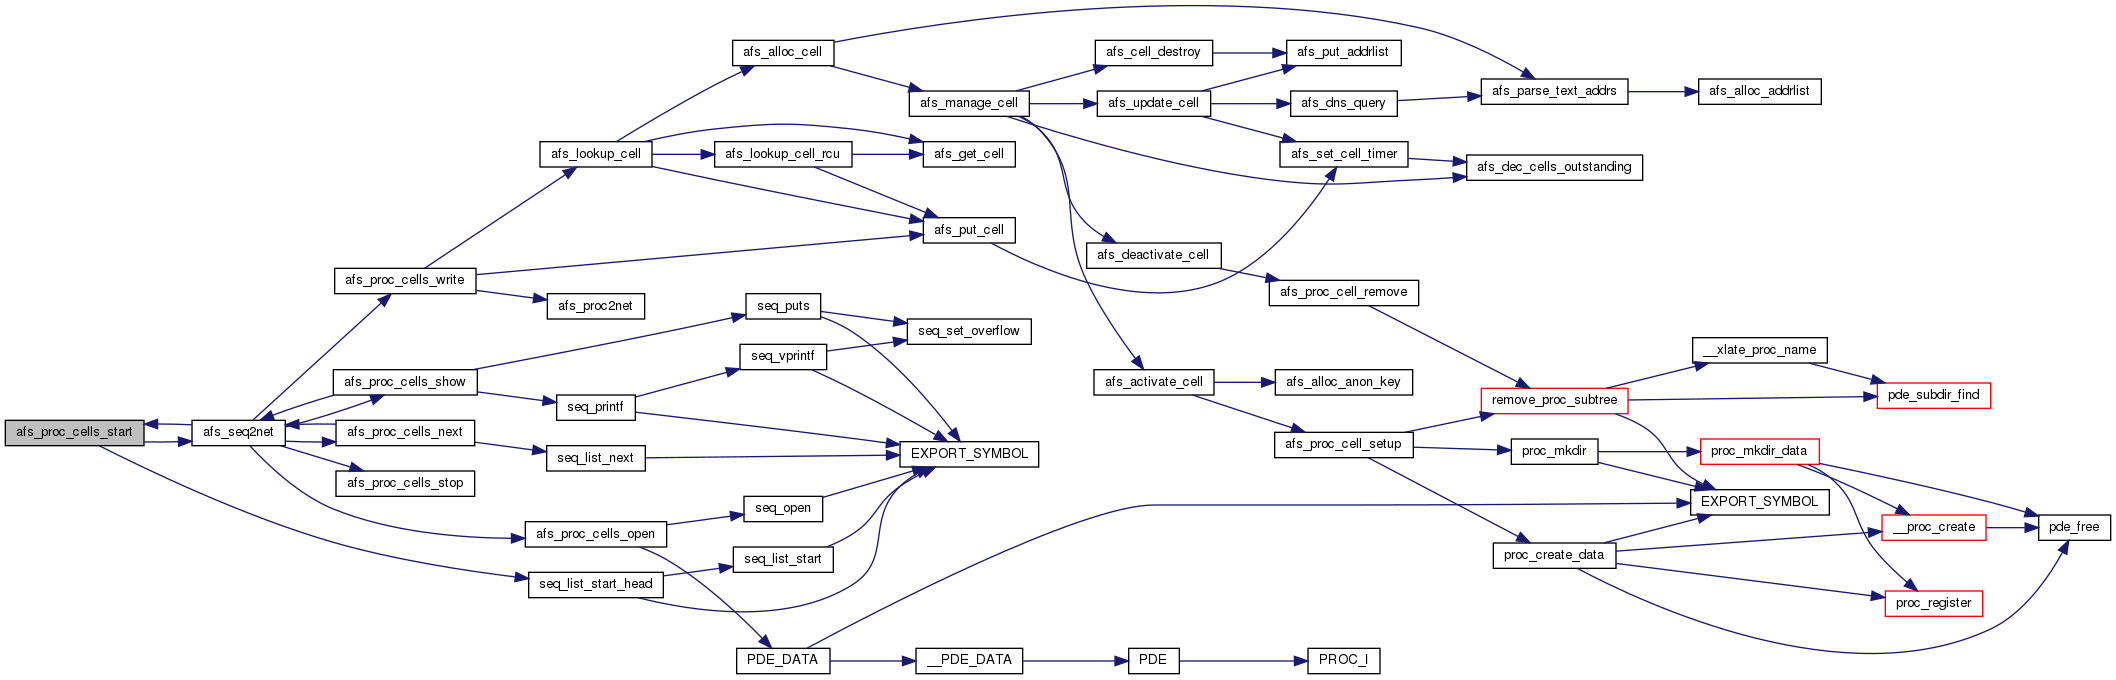 afs_alloc_cell
afs_cell_destroy
afs_put_addrlist
afs_manage_cell
afs_update_cell
afs_dns_query
afs_parse_text_addrs
afs_alloc_addrlist
afs_lookup_cell
afs_lookup_cell_rcu
afs_get_cell
afs_set_cell_timer
afs_dec_cells_outstanding
afs_put_cell
afs_deactivate_cell
afs_proc_cells_write
afs_proc2net
afs_proc_cell_remove
seq_puts
seq_set_overflow
seq_vprintf
__xlate_proc_name
afs_proc_cells_show
seq_printf
afs_activate_cell
afs_alloc_anon_key
remove_proc_subtree
pde_subdir_find
afs_proc_cells_start
afs_seq2net
afs_proc_cells_next
seq_list_next
EXPORT_SYMBOL
afs_proc_cell_setup
proc_mkdir
proc_mkdir_data
afs_proc_cells_stop
seq_open
EXPORT_SYMBOL
afs_proc_cells_open
__proc_create
pde_free
seq_list_start
proc_create_data
seq_list_start_head
proc_register
PDE_DATA
__PDE_DATA
PDE
PROC_I